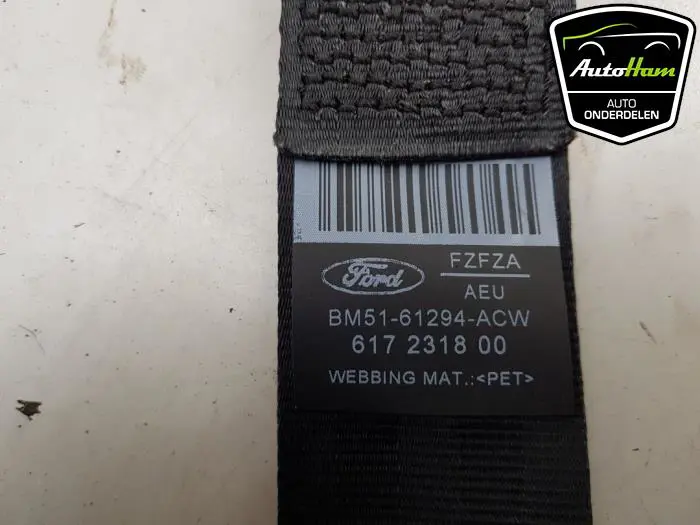 AutoHam
AUTO
ONDERDELEN
Ford
FZFZA
AEU
BM51-61294-ACW
617 2318 00
WEBBING MAT.:<PET>